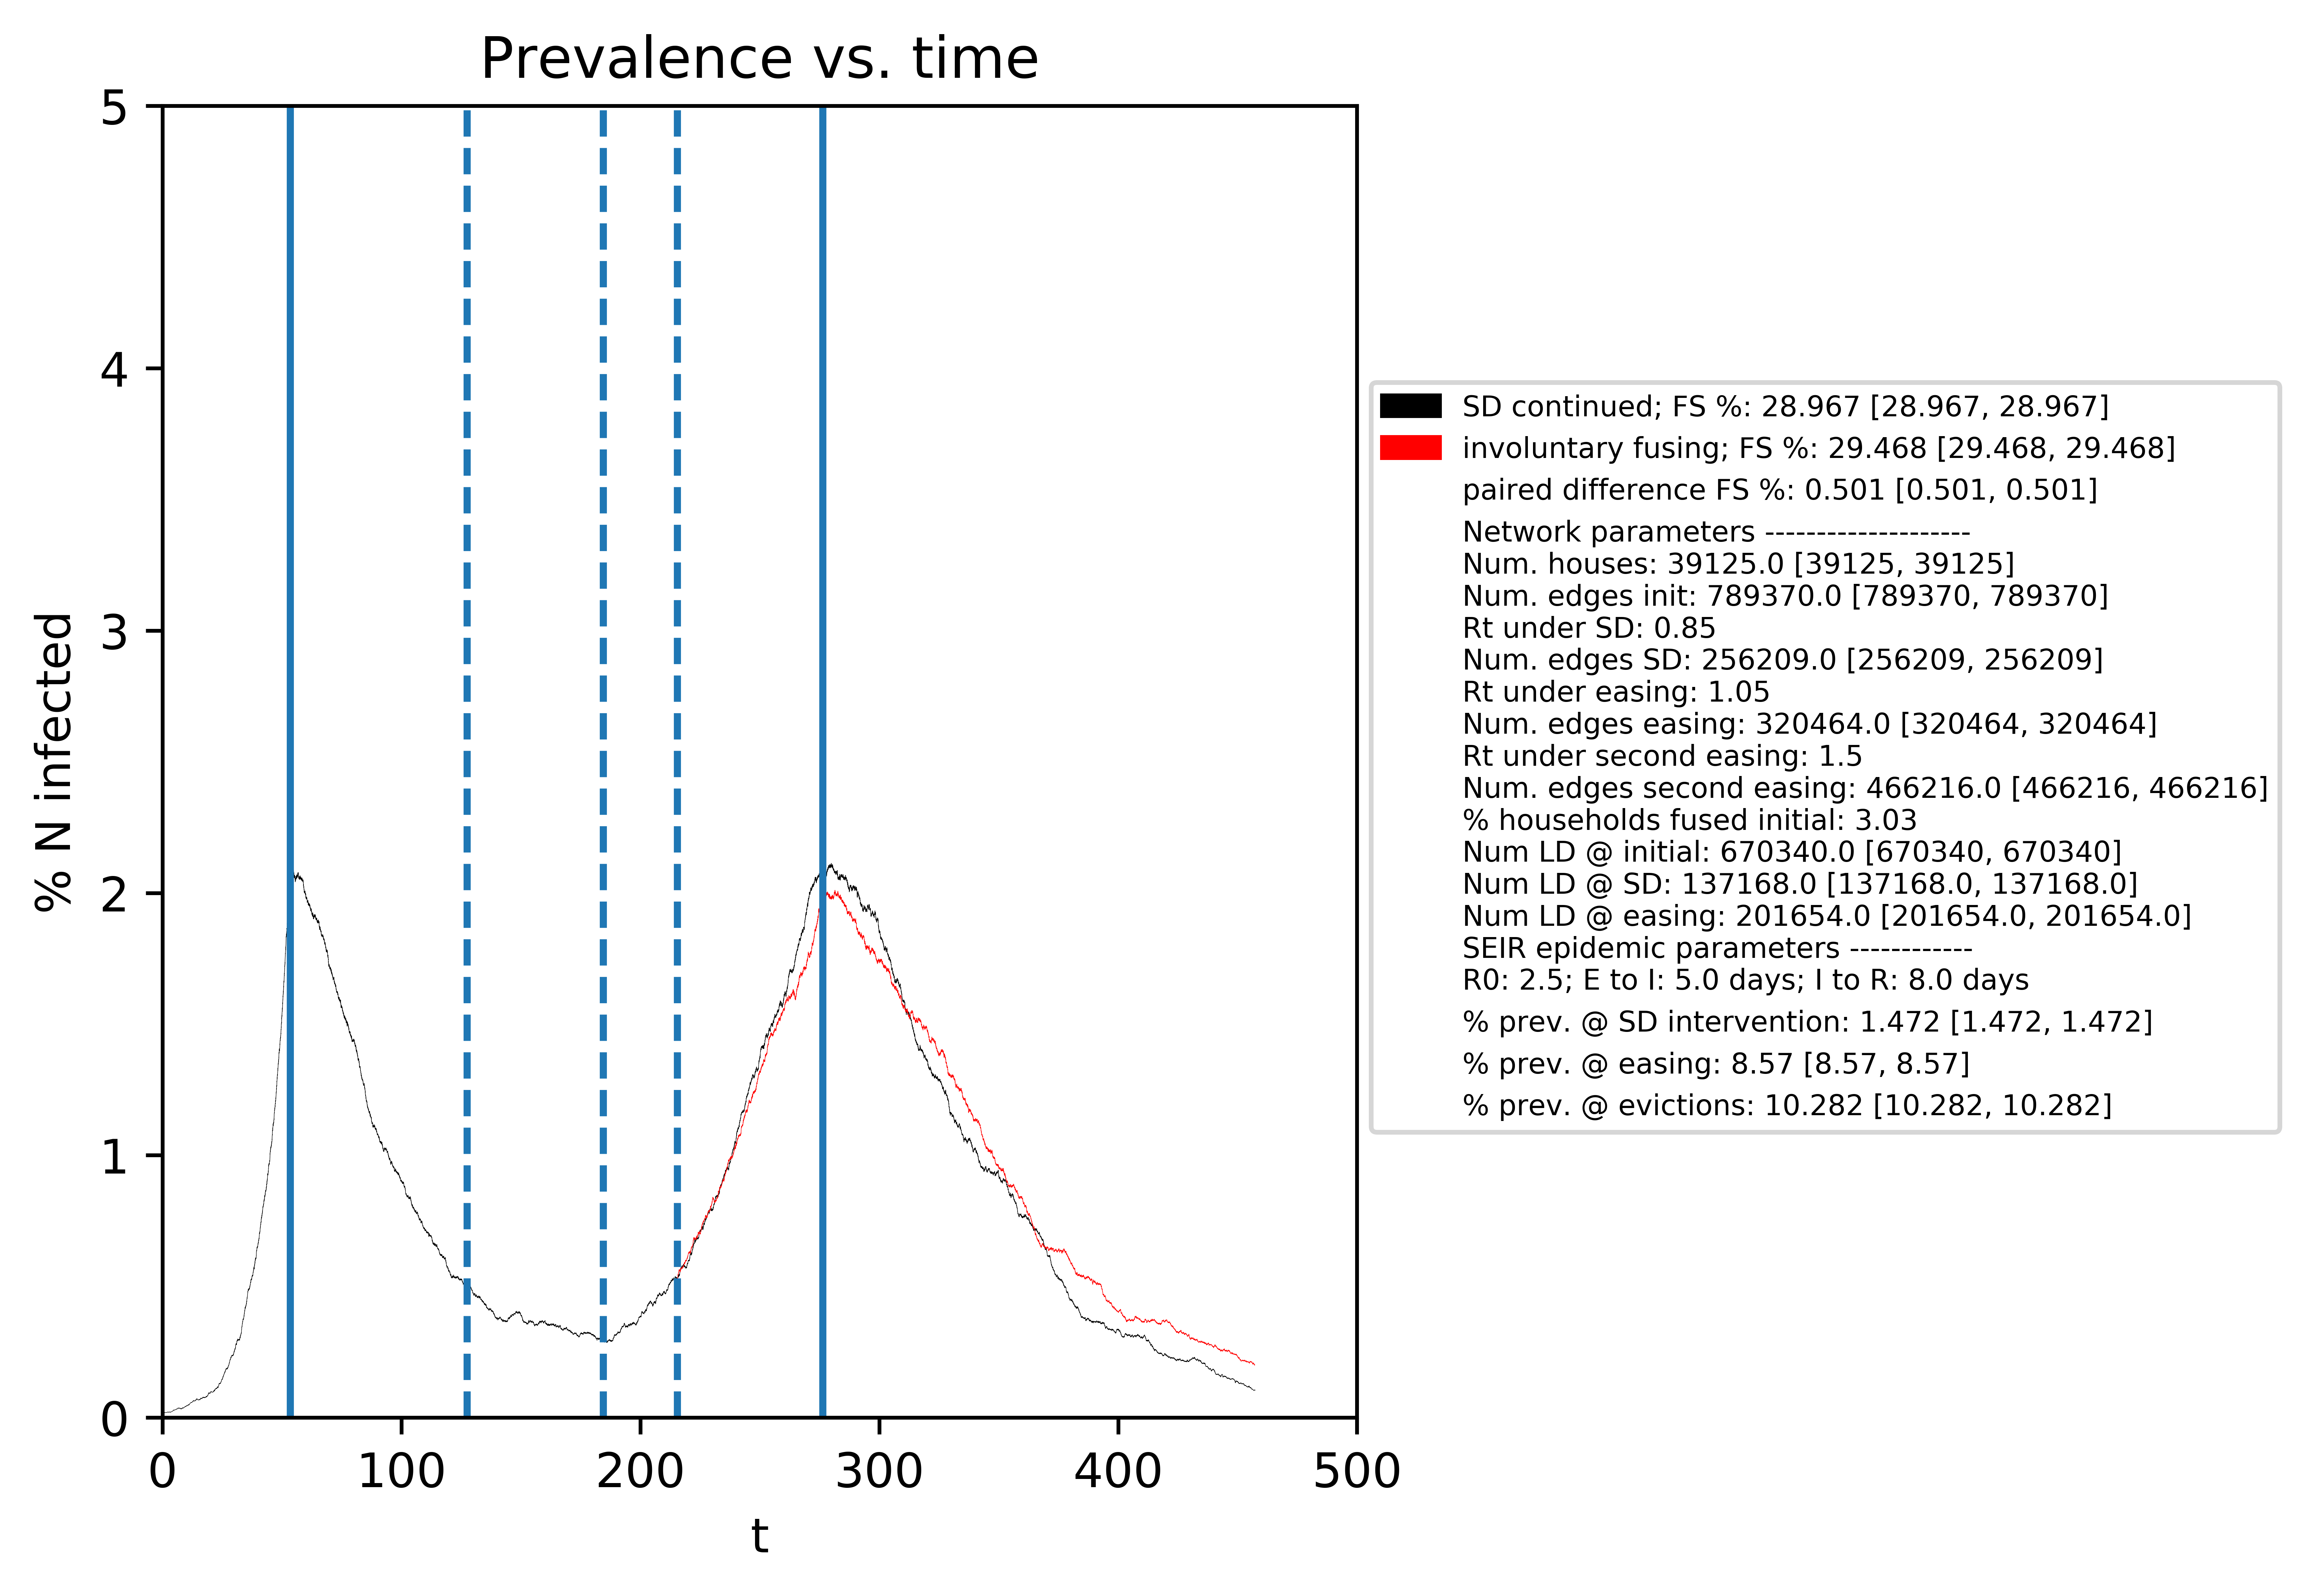 Prevalence vs. time
5
4
3
2
1
0
% N infected
0 100 200 300 400 500
t
SD continued; FS %: 28.967 [28.967, 28.967]
involuntary fusing; FS %: 29.468 [29.468, 29.468]
paired difference FS %: 0.501 [0.501, 0.501]
Network parameters --------------------
Num. houses: 39125.0 [39125, 39125]
Num. edges init: 789370.0 [789370, 789370]
Rt under SD: 0.85
Num. edges SD: 256209.0 [256209, 256209]
Rt under easing: 1.05
Num. edges easing: 320464.0 [320464, 320464]
Rt under second easing: 1.5
Num. edges second easing: 466216.0 [466216, 466216]
% households fused initial: 3.03
Num LD @ initial: 670340.0 [670340, 670340]
Num LD @ SD: 137168.0 [137168.0, 137168.0]
Num LD @ easing: 201654.0 [201654.0, 201654.0]
SEIR epidemic parameters ------------
R0: 2.5; E to I: 5.0 days; I to R: 8.0 days
% prev. @ SD intervention: 1.472 [1.472, 1.472]
% prev. @ easing: 8.57 [8.57, 8.57]
% prev. @ evictions: 10.282 [10.282, 10.282]